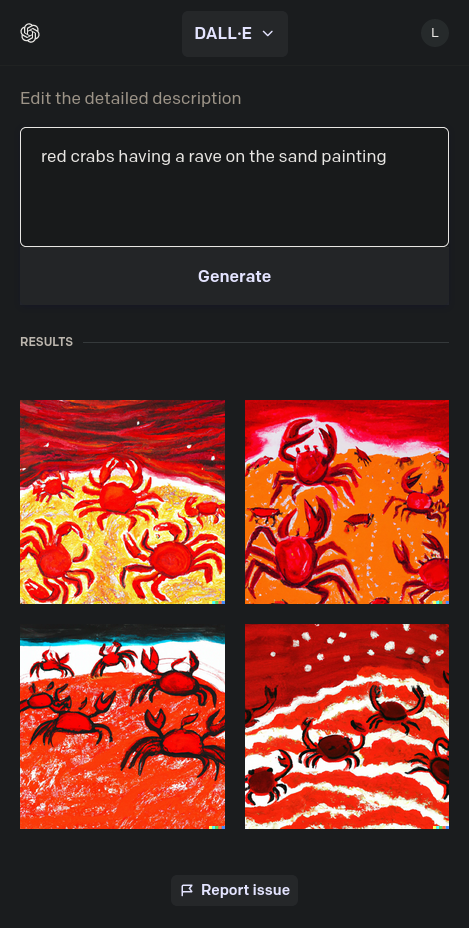 DALL·E
L
Edit the detailed description
red crabs having a rave on the sand painting
Generate
RESULTS
Report issue